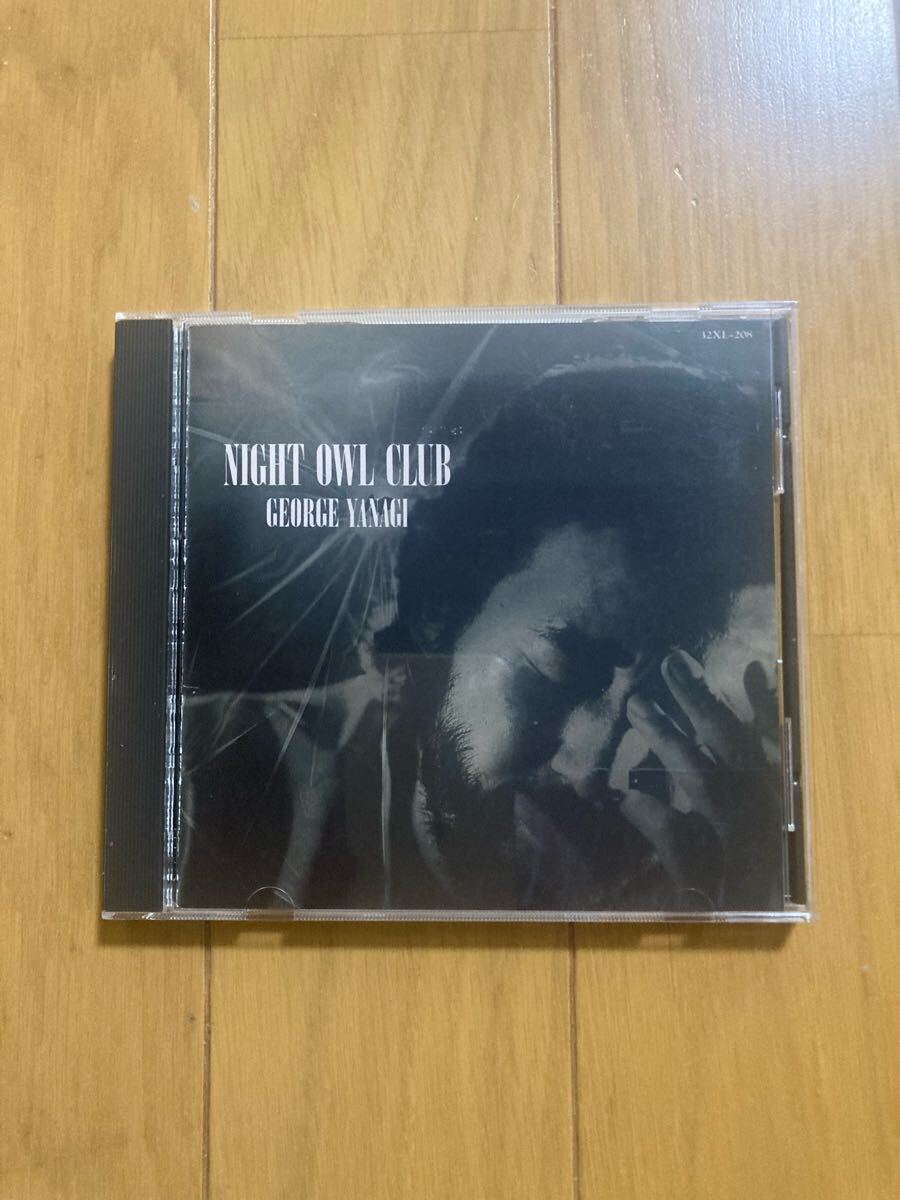 32XL-208
NIGHT OWL CLUB
GEORGE YANAGI